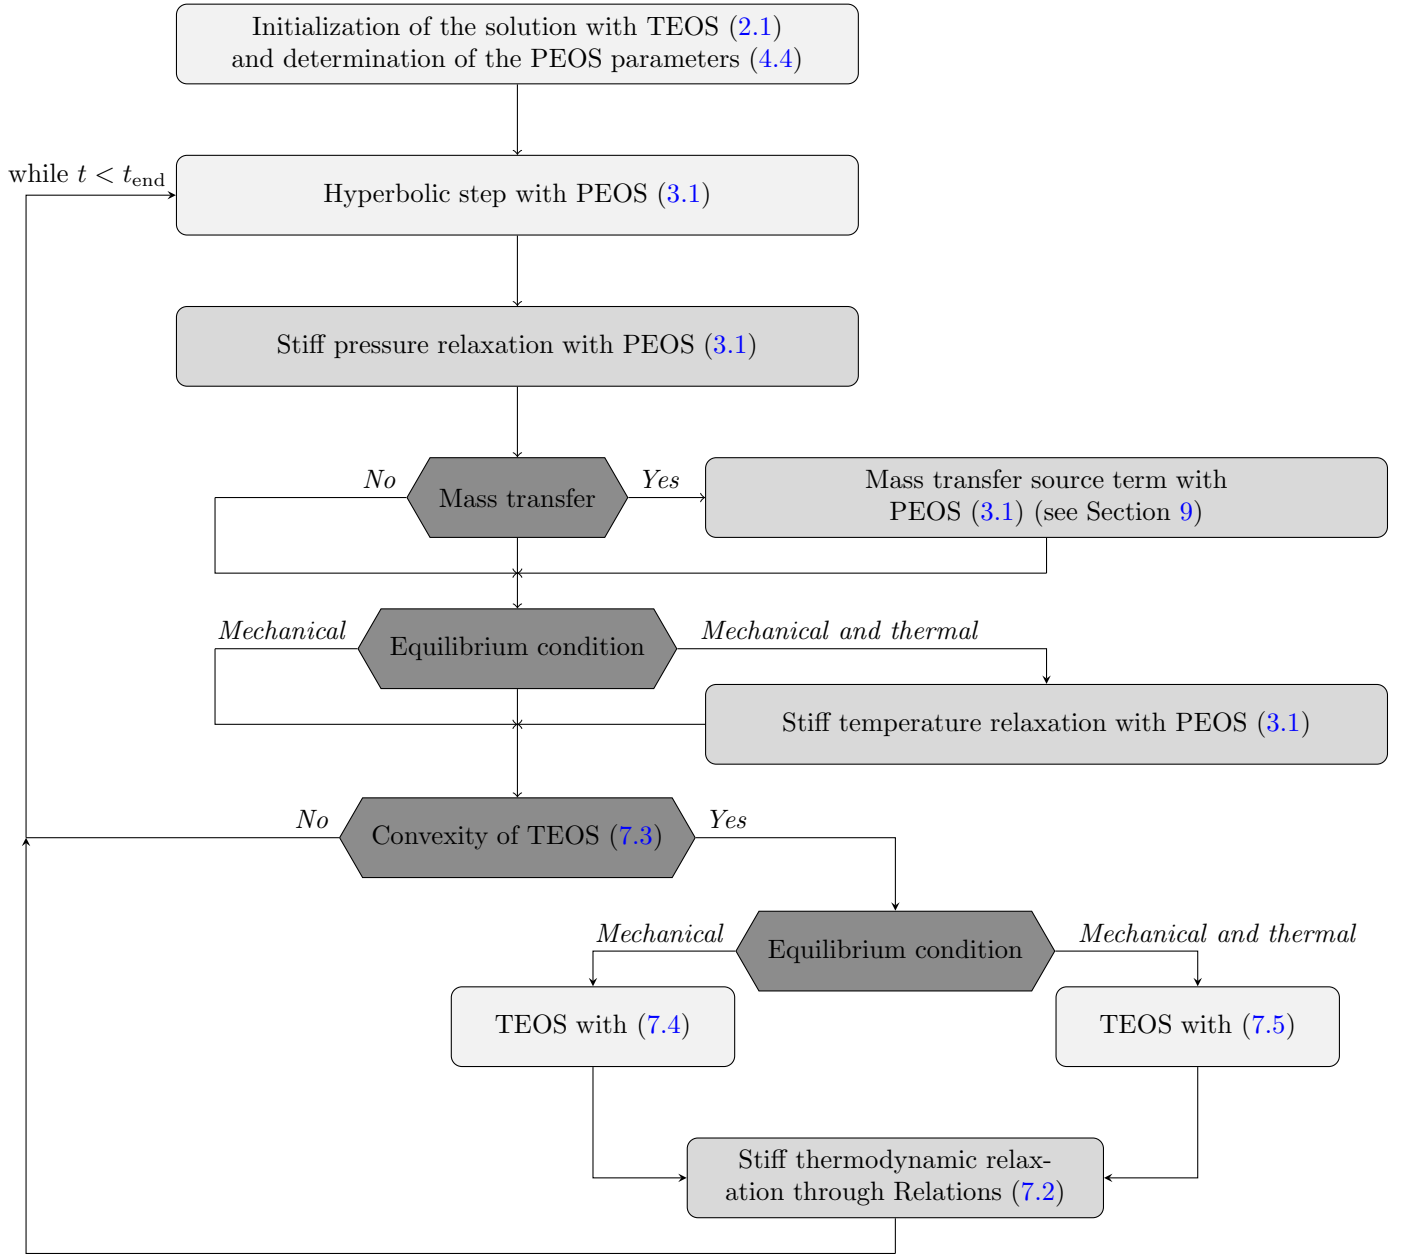 Initialization of the solution with TEOS (2.1)
and determination of the PEOS parameters (4.4)
while t < t_end
Hyperbolic step with PEOS (3.1)
Stiff pressure relaxation with PEOS (3.1)
No
Mass transfer
Yes
Mass transfer source term with
PEOS (3.1) (see Section 9)
Mechanical
Equilibrium condition
Mechanical and thermal
Stiff temperature relaxation with PEOS (3.1)
No
Convexity of TEOS (7.3)
Yes
Mechanical
Equilibrium condition
Mechanical and thermal
TEOS with (7.4)
TEOS with (7.5)
Stiff thermodynamic relax-
ation through Relations (7.2)